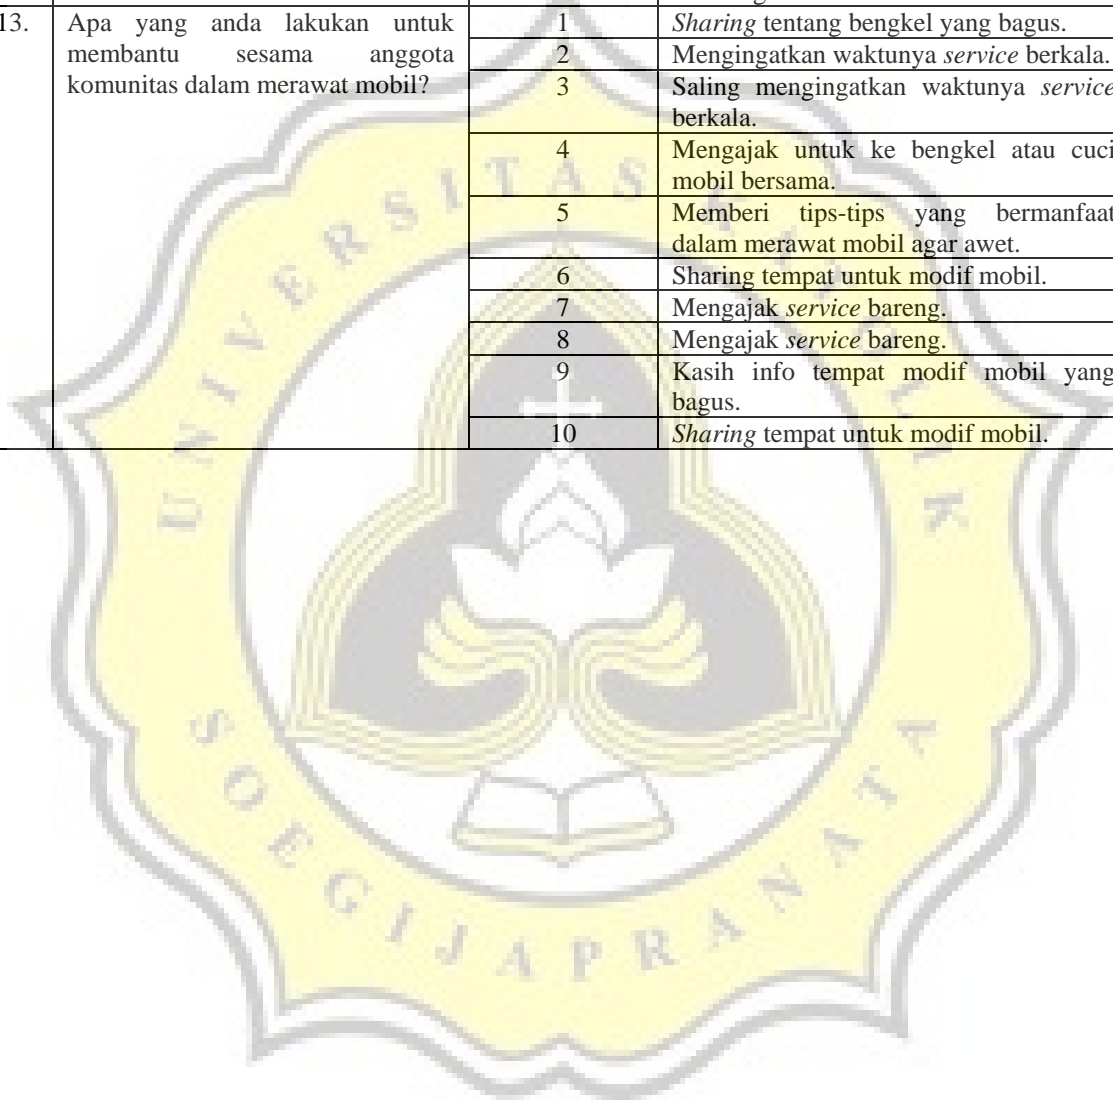 13. Apa yang anda lakukan untuk
membantu sesama anggota
komunitas dalam merawat mobil?
1 Sharing tentang bengkel yang bagus.
2 Mengingatkan waktunya service berkala.
3 Saling mengingatkan waktunya service
berkala.
4 Mengajak untuk ke bengkel atau cuci
mobil bersama.
5 Memberi tips-tips yang bermanfaat
dalam merawat mobil agar awet.
6 Sharing tempat untuk modif mobil.
7 Mengajak service bareng.
8 Mengajak service bareng.
9 Kasih info tempat modif mobil yang
bagus.
10 Sharing tempat untuk modif mobil.
UNIVERSITAS KATOLIK
SOEGIJAPRANATA